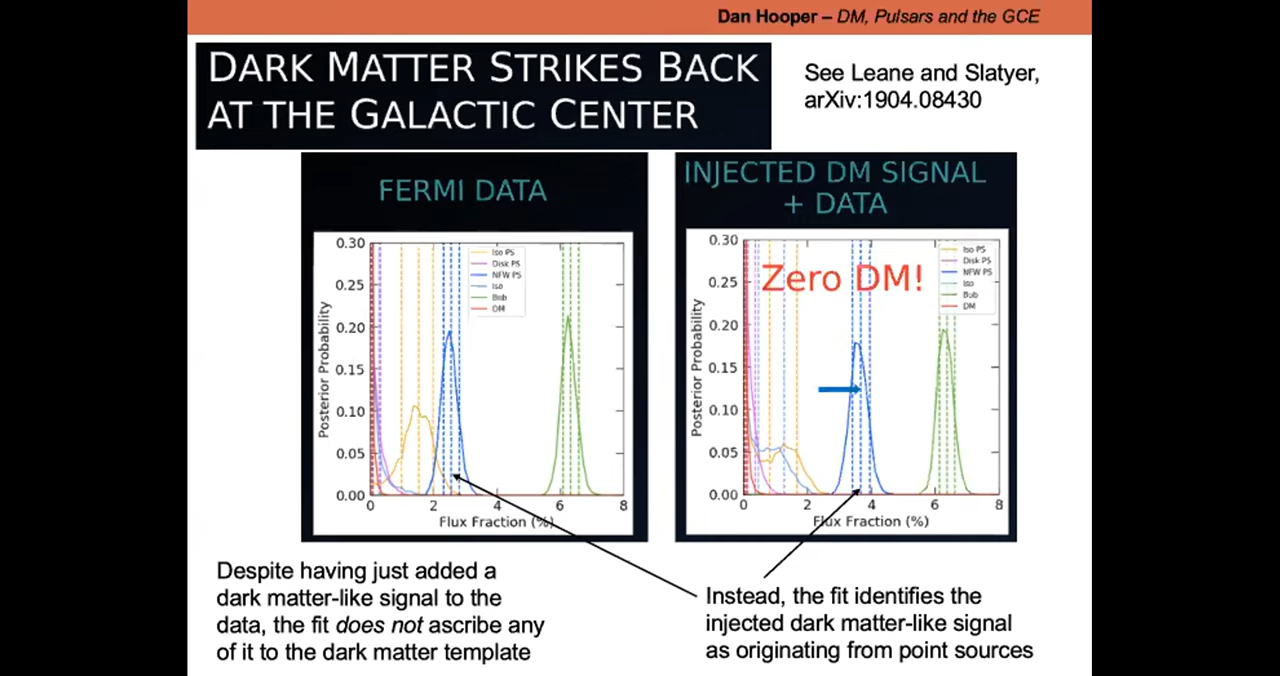 Dan Hooper – DM, Pulsars and the GCE
DARK MATTER STRIKES BACK
AT THE GALACTIC CENTER
See Leane and Slatyer,
arXiv:1904.08430
FERMI DATA
0.30
0.25
0.20
0.15
0.10
0.05
0.00
Posterior Probability
Iso PS
Disk PS
NFW PS
Iso
Bub
DM
0 2 4 6 8
Flux Fraction (%)
INJECTED DM SIGNAL
+ DATA
0.30
0.25
0.20
0.15
0.10
0.05
0.00
Posterior Probability
Zero DM!
Iso PS
Disk PS
NFW PS
Iso
Bub
DM
0 2 4 6 8
Flux Fraction (%)
Despite having just added a
dark matter-like signal to the
data, the fit does not ascribe any
of it to the dark matter template
Instead, the fit identifies the
injected dark matter-like signal
as originating from point sources